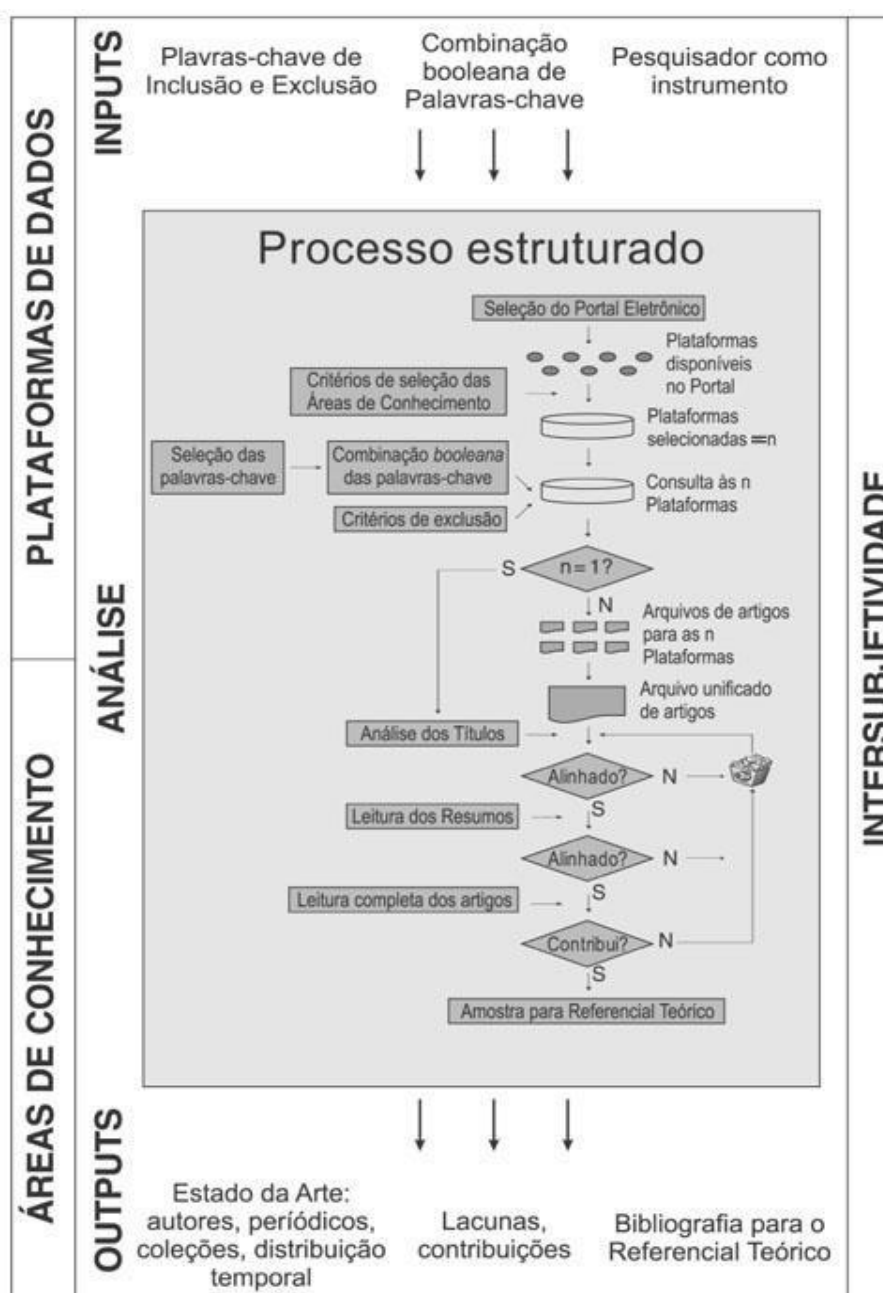 PLATAFORMAS DE DADOS
ÁREAS DE CONHECIMENTO
INPUTS
Plavras-chave de
Inclusão e Exclusão
Combinação
booleana de
Palavras-chave
Pesquisador como
instrumento
ANÁLISE
Processo estruturado
Seleção do Portal Eletrônico
Plataformas
disponíveis
no Portal
Critérios de seleção das
Áreas de Conhecimento
Plataformas
selecionadas =n
Seleção das
palavras-chave
Combinação booleana
das palavras-chave
Consulta às n
Plataformas
Critérios de exclusão
S
n=1?
N
Arquivos de artigos
para as n
Plataformas
Arquivo unificado
de artigos
Análise dos Títulos
Alinhado?
N
S
Leitura dos Resumos
Alinhado?
N
S
Leitura completa dos artigos
Contribui?
N
S
Amostra para Referencial Teórico
OUTPUTS
Estado da Arte:
autores, períódicos,
coleções, distribuição
temporal
Lacunas,
contribuições
Bibliografia para o
Referencial Teórico
INTERSUBJETIVIDADE